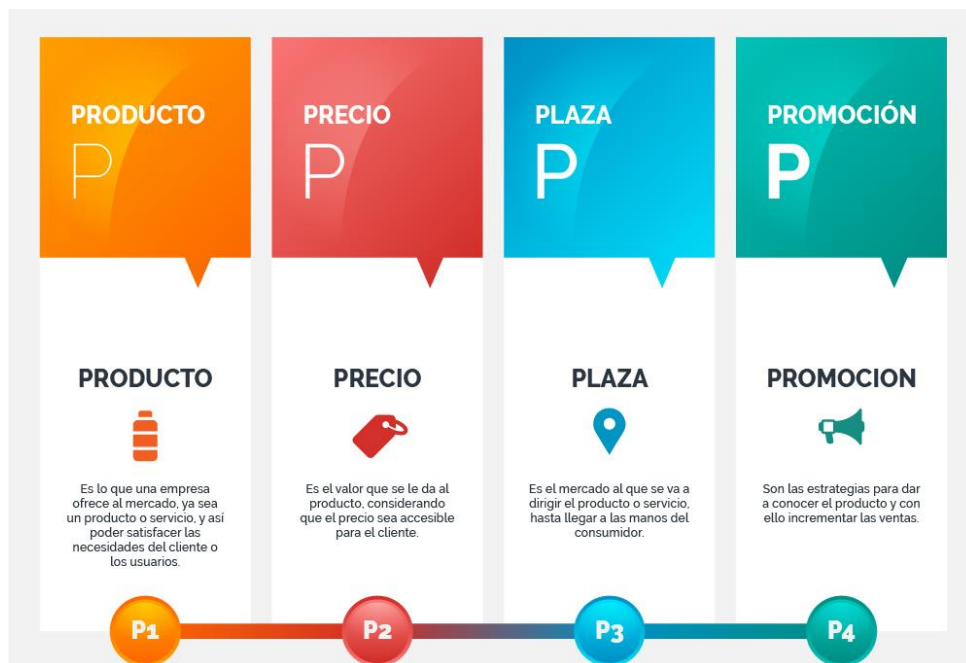 PRODUCTO
P
PRECIO
P
PLAZA
P
PROMOCIÓN
P
PRODUCTO
Es lo que una empresa
ofrece al mercado, ya sea
un producto o servicio, y así
poder satisfacer las
necesidades del cliente o
los usuarios.
P1
PRECIO
Es el valor que se le da al
producto, considerando
que el precio sea accesible
para el cliente.
P2
PLAZA
Es el mercado al que se va a
dirigir el producto o servicio,
hasta llegar a las manos del
consumidor.
P3
PROMOCION
Son las estrategias para dar
a conocer el producto y con
ello incrementar las ventas.
P4